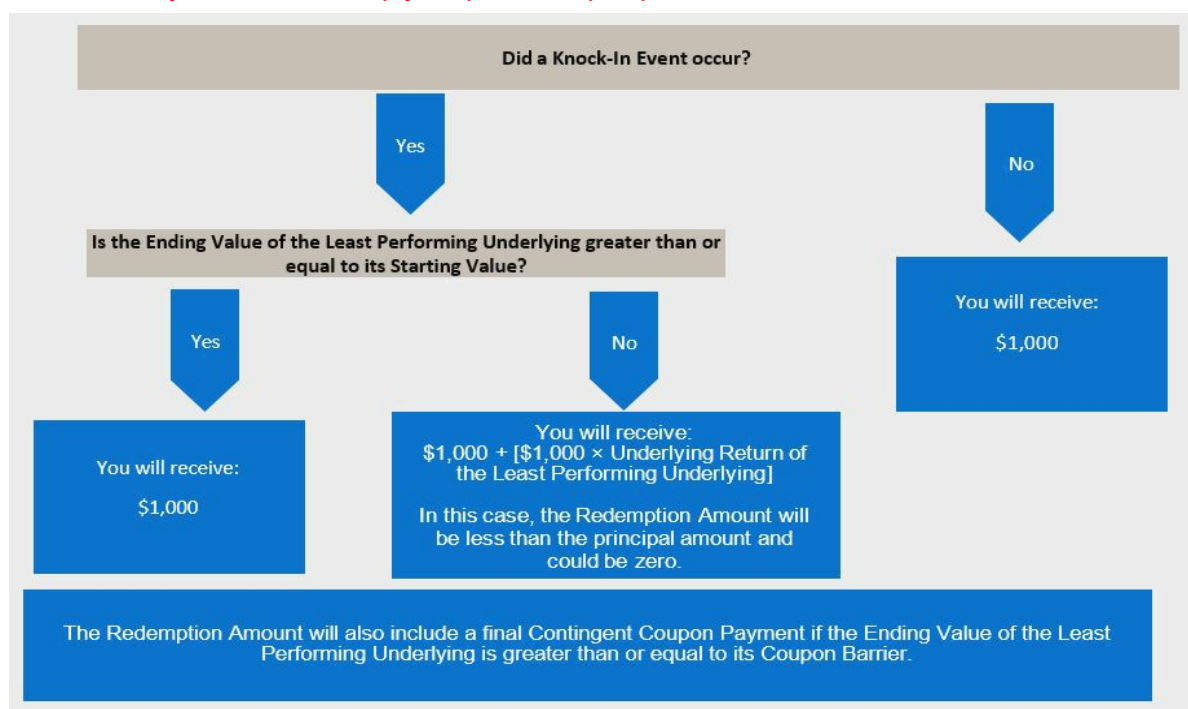 Did a Knock-In Event occur?
Yes
No
Is the Ending Value of the Least Performing Underlying greater than or
equal to its Starting Value?
You will receive:
$1,000
Yes
No
You will receive:
$1,000
You will receive:
$1,000 + [$1,000 × Underlying Return of
the Least Performing Underlying]
In this case, the Redemption Amount will
be less than the principal amount and
could be zero.
The Redemption Amount will also include a final Contingent Coupon Payment if the Ending Value of the Least
Performing Underlying is greater than or equal to its Coupon Barrier.